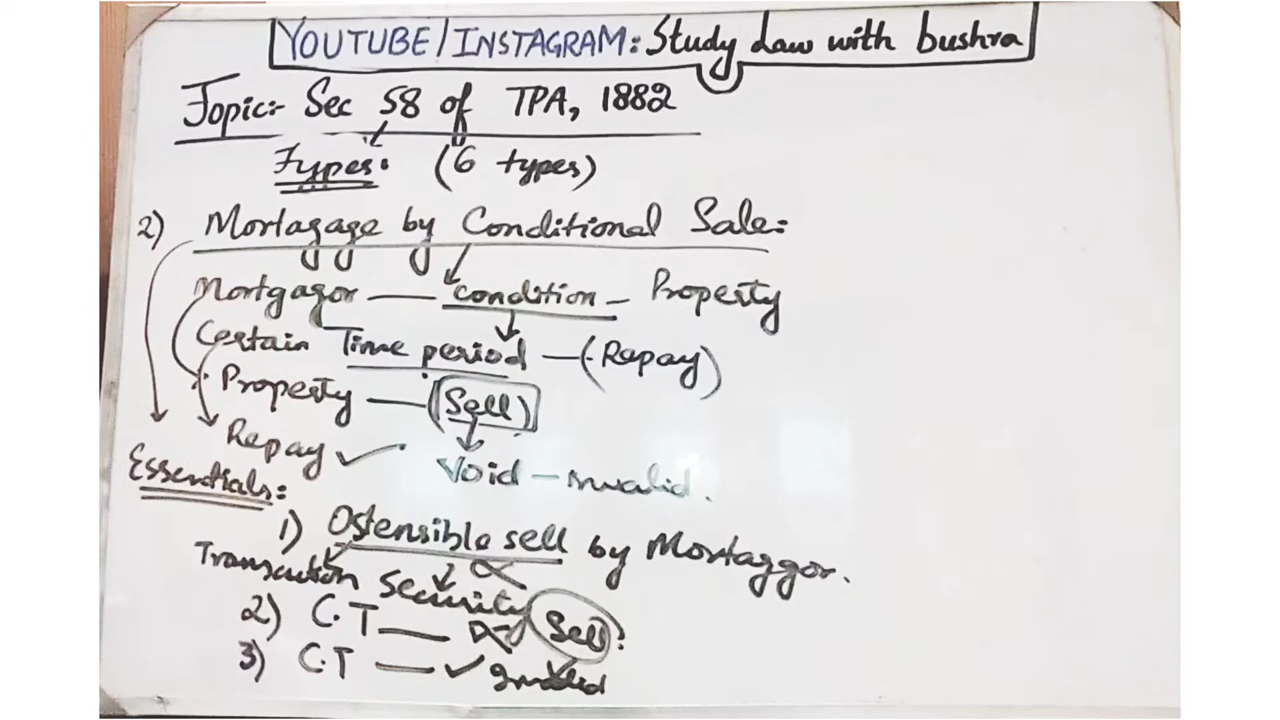 YOUTUBE/INSTAGRAM: Study Law with bushra
Topic:- Sec 58 of TPA, 1882
Types: (6 types)
2) Mortagage by Conditional Sale:
Mortgagor — condition — Property
Certain Time period — (Repay)
Property — (Sell)
Repay ✓ Void — invalid.
Essentials:
1) Ostensible sell by Mortaggor.
Transaction Security
2) C.T — × Sell:
3) C.T — ✓ invalid